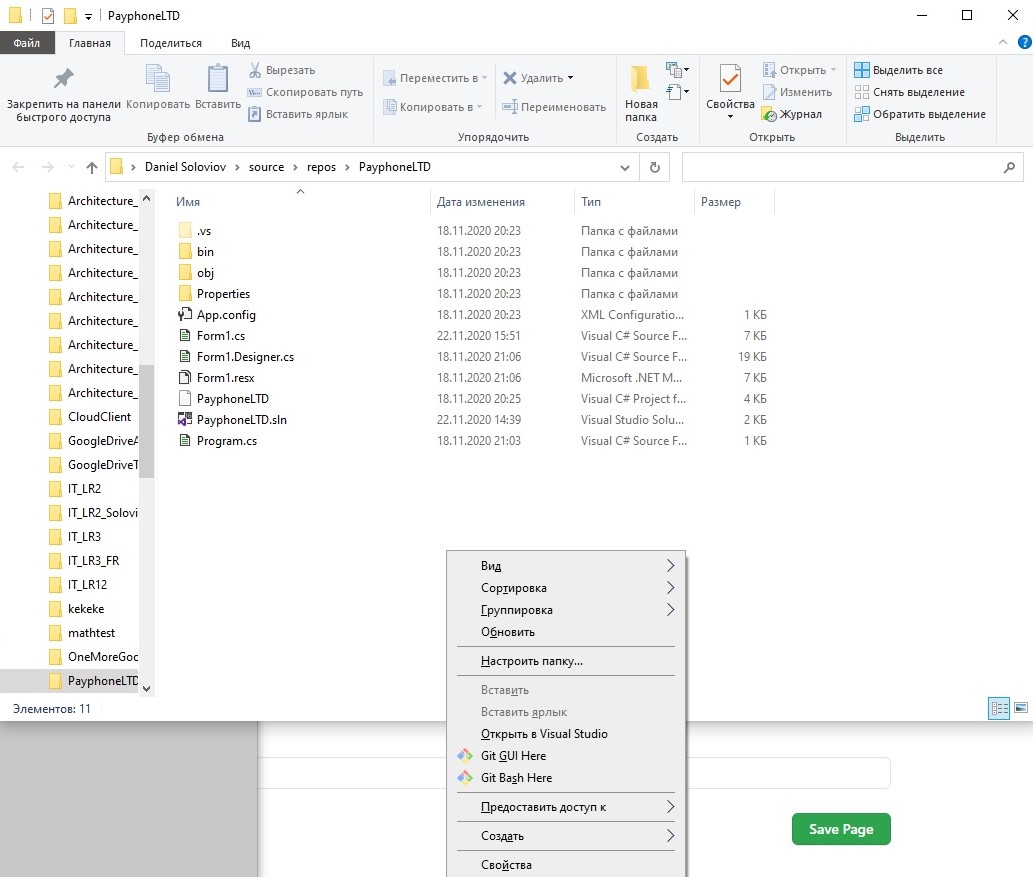 PayphoneLTD
Файл Главная Поделиться Вид
Закрепить на панели быстрого доступа
Копировать
Вставить
Вырезать
Скопировать путь
Вставить ярлык
Буфер обмена
Переместить в
Копировать в
Удалить
Переименовать
Упорядочить
Новая папка
Создать
Свойства
Открыть
Изменить
Журнал
Открыть
Выделить все
Снять выделение
Обратить выделение
Выделить
Daniel Soloviov > source > repos > PayphoneLTD
Architecture_
Architecture_
Architecture_
Architecture_
Architecture_
Architecture_
Architecture_
Architecture_
Architecture_
CloudClient
GoogleDriveA
GoogleDriveT
IT_LR2
IT_LR2_Solovi
IT_LR3
IT_LR3_FR
IT_LR12
kekeke
mathtest
OneMoreGoo
PayphoneLTD
Имя Дата изменения Тип Размер
.vs 18.11.2020 20:23 Папка с файлами
bin 18.11.2020 20:23 Папка с файлами
obj 18.11.2020 20:23 Папка с файлами
Properties 18.11.2020 20:23 Папка с файлами
App.config 18.11.2020 20:23 XML Configuratio... 1 КБ
Form1.cs 22.11.2020 15:51 Visual C# Source F... 7 КБ
Form1.Designer.cs 18.11.2020 21:06 Visual C# Source F... 19 КБ
Form1.resx 18.11.2020 21:06 Microsoft .NET M... 7 КБ
PayphoneLTD 18.11.2020 20:25 Visual C# Project f... 4 КБ
PayphoneLTD.sln 22.11.2020 14:39 Visual Studio Solu... 2 КБ
Program.cs 18.11.2020 21:03 Visual C# Source F... 1 КБ
Вид
Сортировка
Группировка
Обновить
Настроить папку...
Вставить
Вставить ярлык
Открыть в Visual Studio
Git GUI Here
Git Bash Here
Предоставить доступ к
Создать
Свойства
Элементов: 11
Save Page